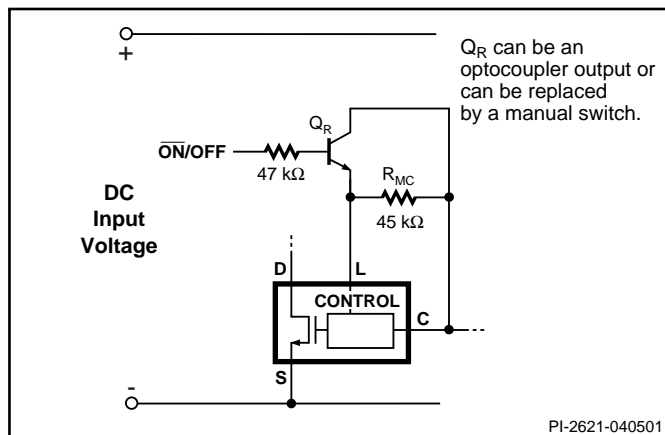 +
Q_R can be an
optocoupler output or
can be replaced
by a manual switch.
Q_R
ON/OFF
47 kΩ
R_MC
45 kΩ
DC
Input
Voltage
D
L
CONTROL
C
S
-
PI-2621-040501